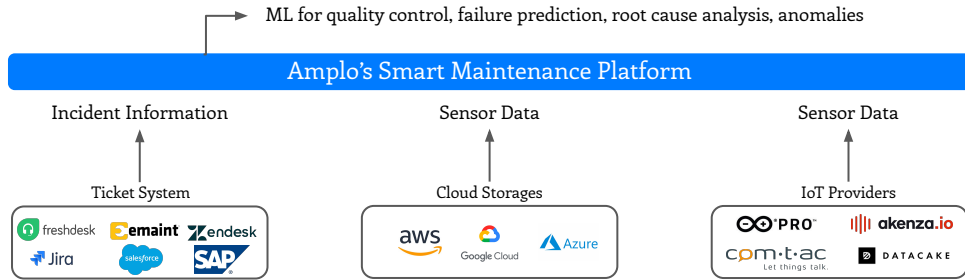 ML for quality control, failure prediction, root cause analysis, anomalies
Amplo's Smart Maintenance Platform
Incident Information
Sensor Data
Sensor Data
Ticket System
Cloud Storages
IoT Providers
freshdesk
emaint
zendesk
Jira
salesforce
SAP
aws
Google Cloud
Azure
PRO™
akenza.io
com·t·ac
Let things talk.
DATACAKE